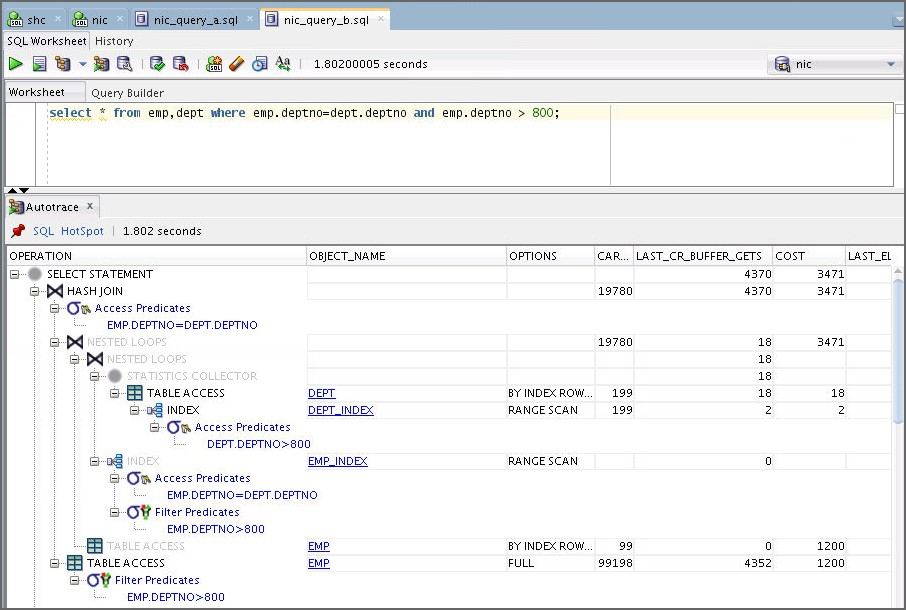 shc nic nic_query_a.sql nic_query_b.sql
SQL Worksheet History
1.80200005 seconds nic
Worksheet Query Builder
select * from emp,dept where emp.deptno=dept.deptno and emp.deptno > 800;
Autotrace
SQL HotSpot 1.802 seconds
OPERATION OBJECT_NAME OPTIONS CAR... LAST_CR_BUFFER_GETS COST LAST_EL
SELECT STATEMENT 4370 3471
HASH JOIN 19780 4370 3471
Access Predicates
EMP.DEPTNO=DEPT.DEPTNO
NESTED LOOPS 19780 18 3471
NESTED LOOPS 18
STATISTICS COLLECTOR 18
TABLE ACCESS DEPT BY INDEX ROW... 199 18 18
INDEX DEPT_INDEX RANGE SCAN 199 2 2
Access Predicates
DEPT.DEPTNO>800
INDEX EMP_INDEX RANGE SCAN 0
Access Predicates
EMP.DEPTNO=DEPT.DEPTNO
Filter Predicates
EMP.DEPTNO>800
TABLE ACCESS EMP BY INDEX ROW... 99 0 1200
TABLE ACCESS EMP FULL 99198 4352 1200
Filter Predicates
EMP.DEPTNO>800